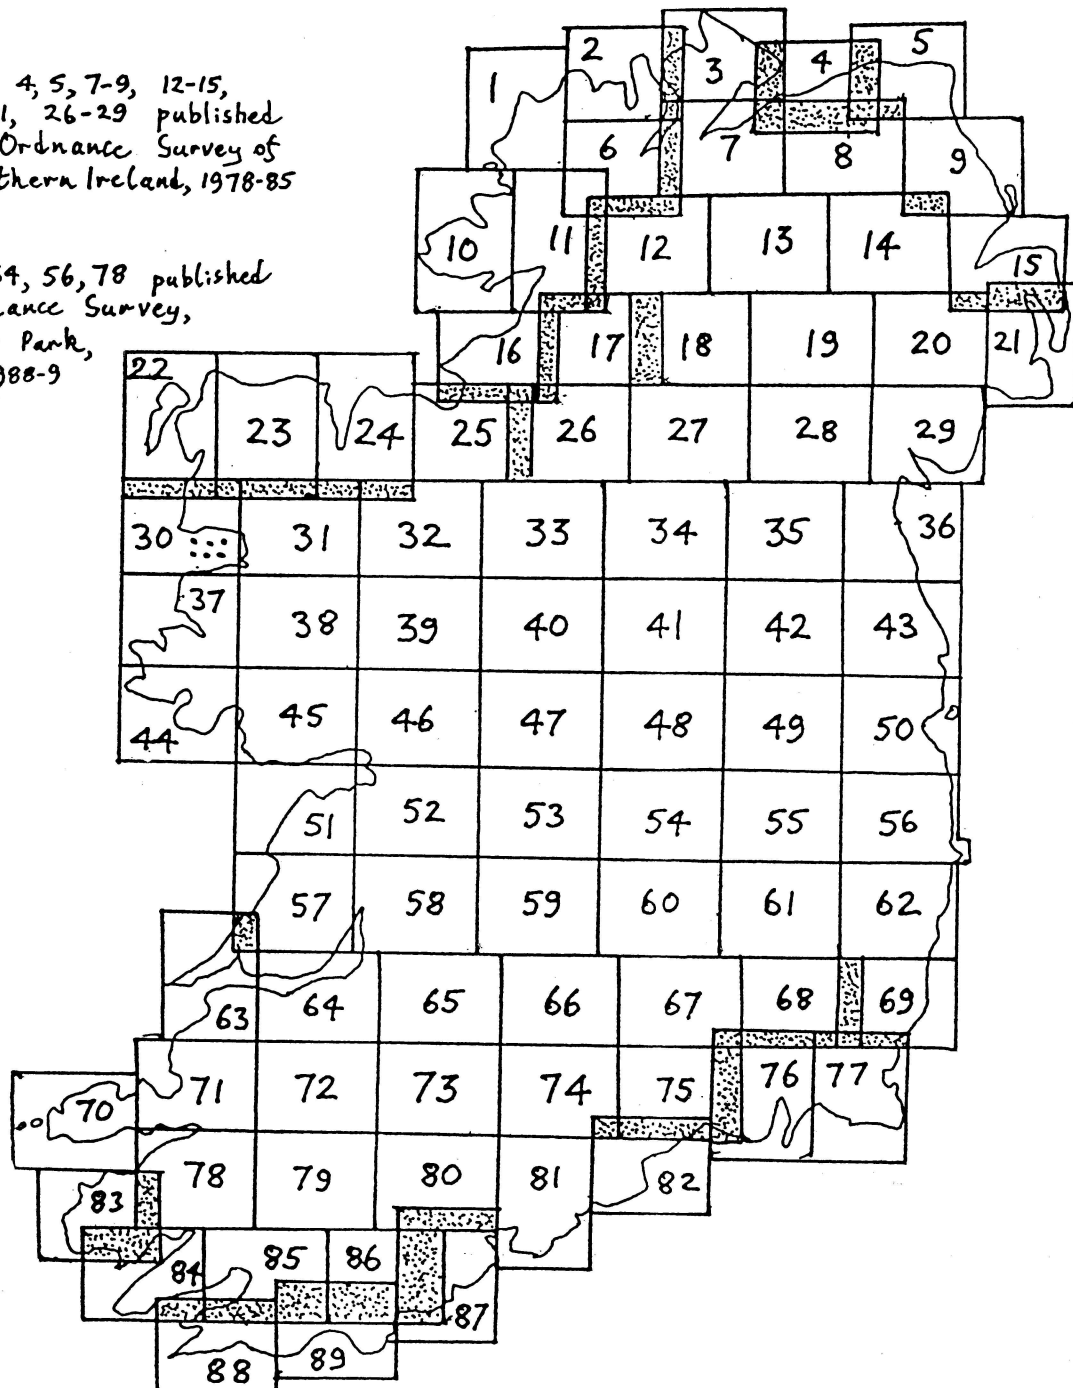 4, 5, 7-9, 12-15,
1, 26-29 published
Ordnance Survey of
thern Ireland, 1978-85
54, 56, 78 published
ance Survey,
Park,
988-9
1 2 3 4 5
6 7 8 9
10 11 12 13 14 15
16 17 18 19 20 21
22 23 24 25 26 27 28 29
30 31 32 33 34 35 36
37 38 39 40 41 42 43
44 45 46 47 48 49 50
51 52 53 54 55 56
57 58 59 60 61 62
63 64 65 66 67 68 69
70 71 72 73 74 75 76 77
78 79 80 81 82
83 84 85 86 87
88 89